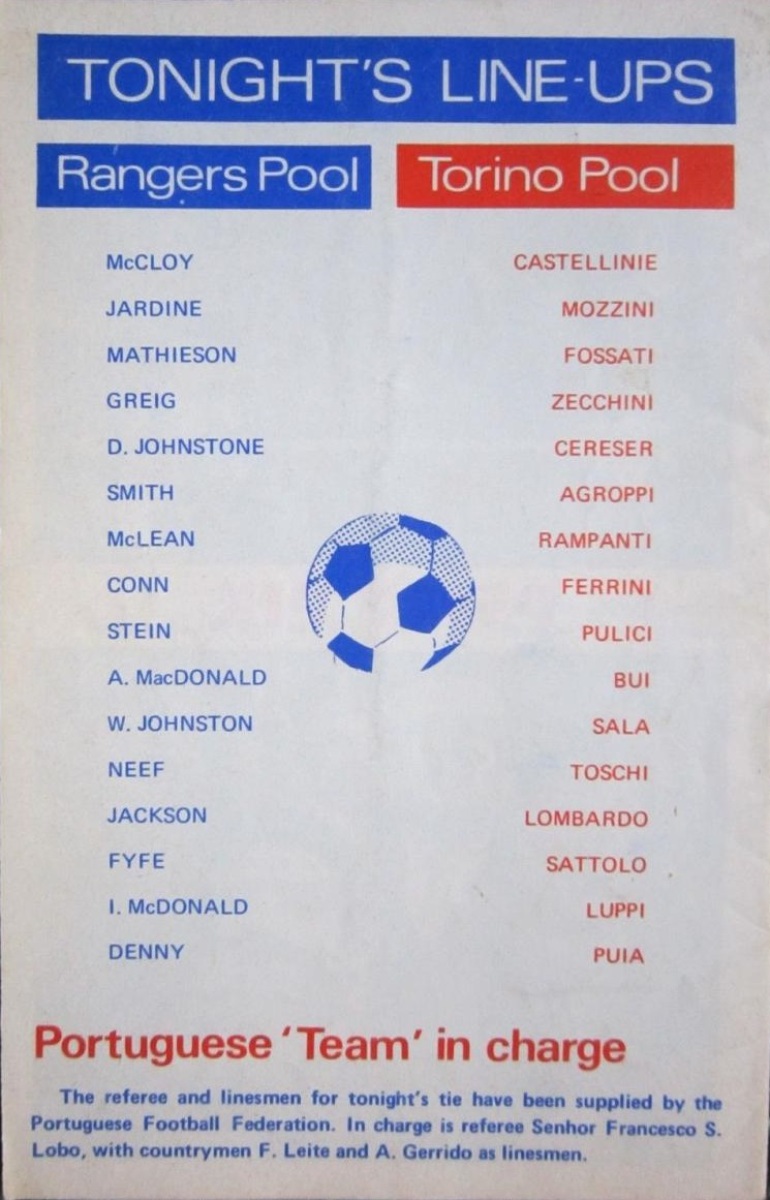 TONIGHT'S LINE-UPS
Rangers Pool
Torino Pool
McCLOY
JARDINE
MATHIESON
GREIG
D. JOHNSTONE
SMITH
McLEAN
CONN
STEIN
A. MacDONALD
W. JOHNSTON
NEEF
JACKSON
FYFE
I. McDONALD
DENNY
CASTELLINIE
MOZZINI
FOSSATI
ZECCHINI
CERESER
AGROPPI
RAMPANTI
FERRINI
PULICI
BUI
SALA
TOSCHI
LOMBARDO
SATTOLO
LUPPI
PUIA
Portuguese 'Team' in charge
The referee and linesmen for tonight's tie have been supplied by the
Portuguese Football Federation. In charge is referee Senhor Francesco S.
Lobo, with countrymen F. Leite and A. Gerrido as linesmen.